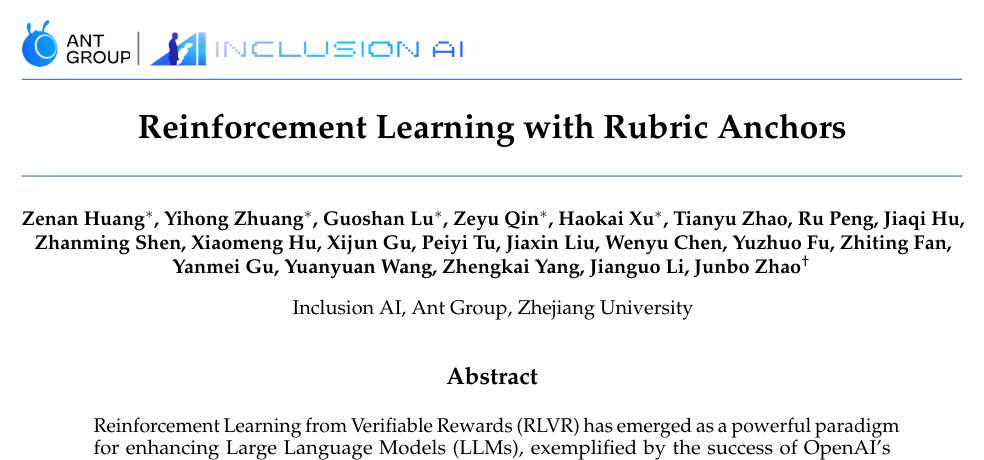 ANT
GROUP
INCLUSION AI
Reinforcement Learning with Rubric Anchors
Zenan Huang*, Yihong Zhuang*, Guoshan Lu*, Zeyu Qin*, Haokai Xu*, Tianyu Zhao, Ru Peng, Jiaqi Hu,
Zhanming Shen, Xiaomeng Hu, Xijun Gu, Peiyi Tu, Jiaxin Liu, Wenyu Chen, Yuzhuo Fu, Zhiting Fan,
Yanmei Gu, Yuanyuan Wang, Zhengkai Yang, Jianguo Li, Junbo Zhao†
Inclusion AI, Ant Group, Zhejiang University
Abstract
Reinforcement Learning from Verifiable Rewards (RLVR) has emerged as a powerful paradigm
for enhancing Large Language Models (LLMs), exemplified by the success of OpenAI’s